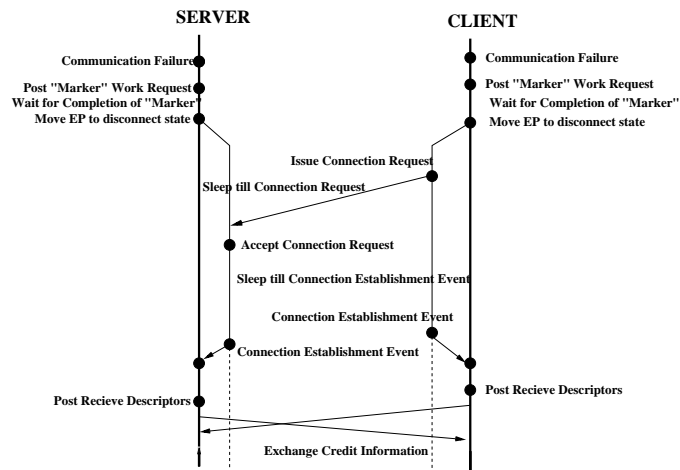 SERVER
CLIENT
Communication Failure
Communication Failure
Post "Marker" Work Request
Post "Marker" Work Request
Wait for Completion of "Marker"
Wait for Completion of "Marker"
Move EP to disconnect state
Move EP to disconnect state
Issue Connection Request
Sleep till Connection Request
Accept Connection Request
Sleep till Connection Establishment Event
Connection Establishment Event
Connection Establishment Event
Post Recieve Descriptors
Post Recieve Descriptors
Exchange Credit Information